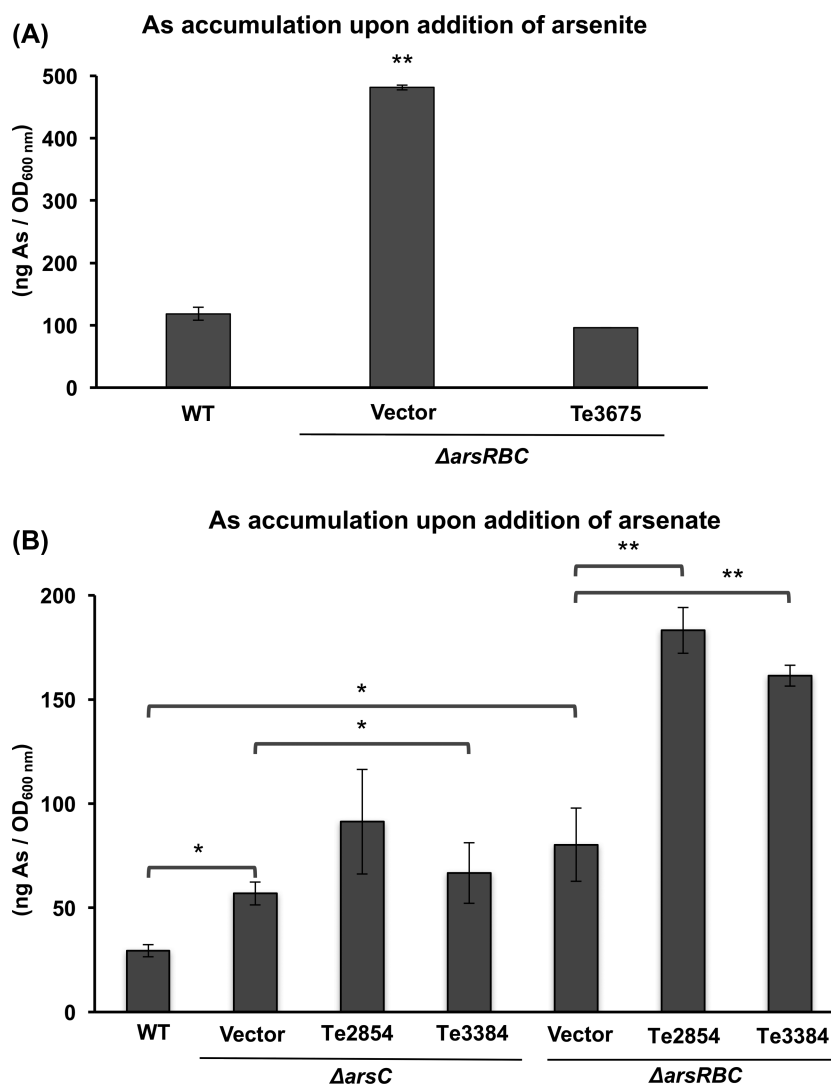 (A)
As accumulation upon addition of arsenite
**
(ng As / OD600 nm)
500
400
300
200
100
0
WT
Vector
Te3675
ΔarsRBC
(B)
As accumulation upon addition of arsenate
**
**
*
*
*
(ng As / OD600 nm)
200
150
100
50
0
WT
Vector
Te2854
Te3384
Vector
Te2854
Te3384
ΔarsC
ΔarsRBC